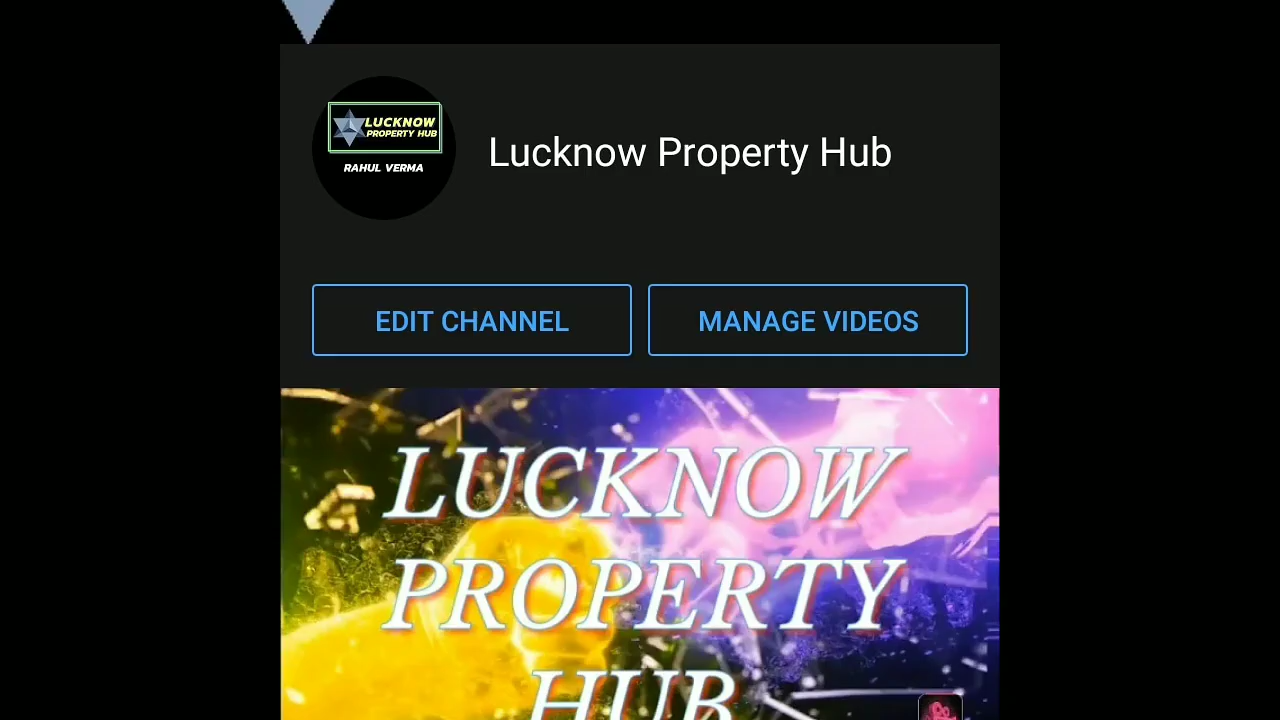 LUCKNOW
PROPERTY HUB
RAHUL VERMA
Lucknow Property Hub
EDIT CHANNEL
MANAGE VIDEOS
LUCKNOW
PROPERTY
HUB